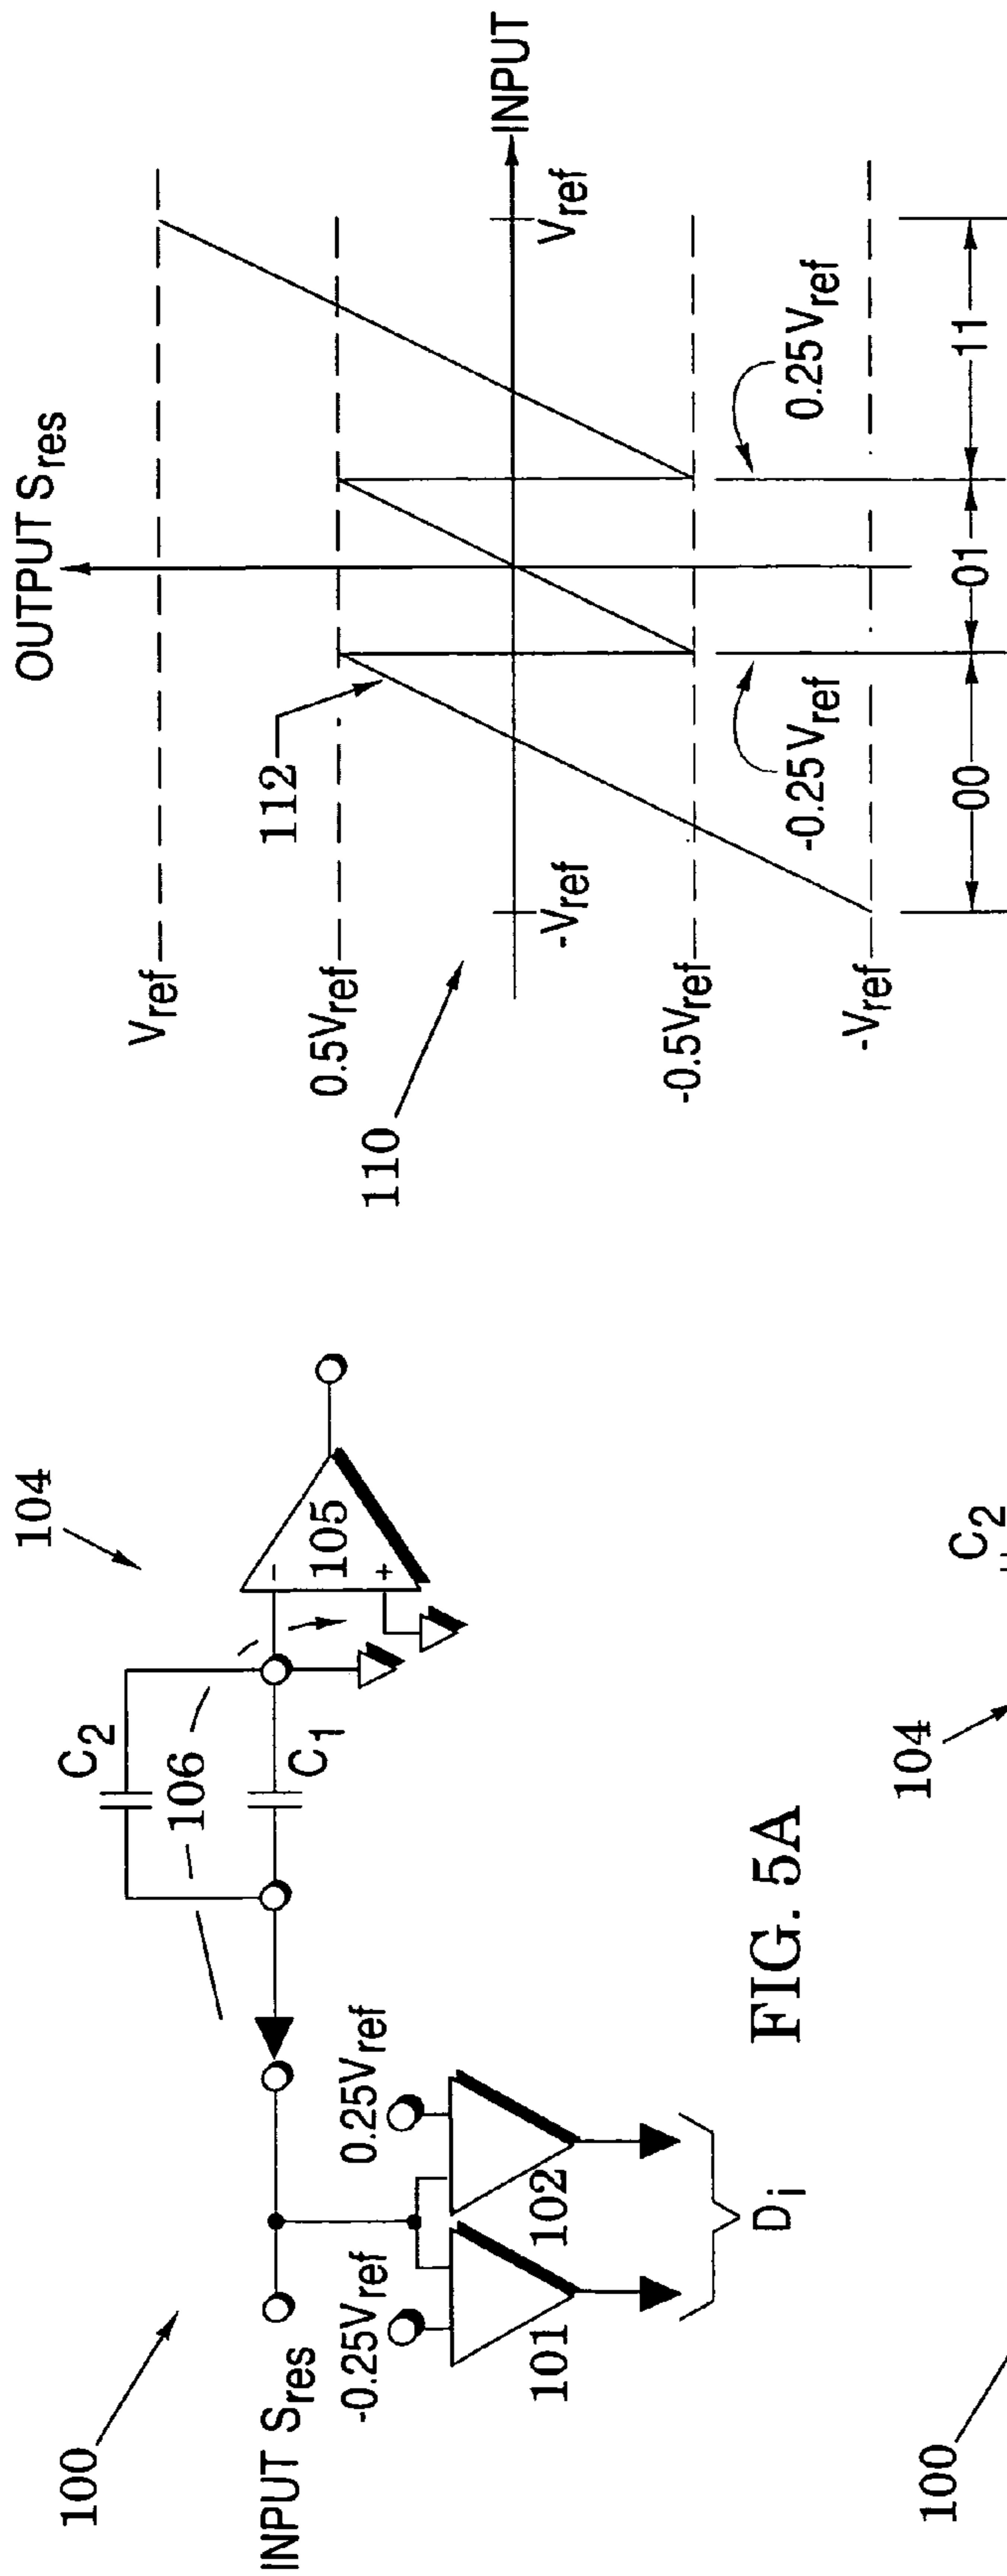 100
INPUT Sres
-0.25Vref
0.25Vref
101
102
Di
106
C2
C1
104
105
-
+
FIG. 5A
110
112
OUTPUT Sres
Vref
0.5Vref
-0.5Vref
-Vref
-Vref
Vref
INPUT
-0.25Vref
0.25Vref
00
01
11
100
104
C2